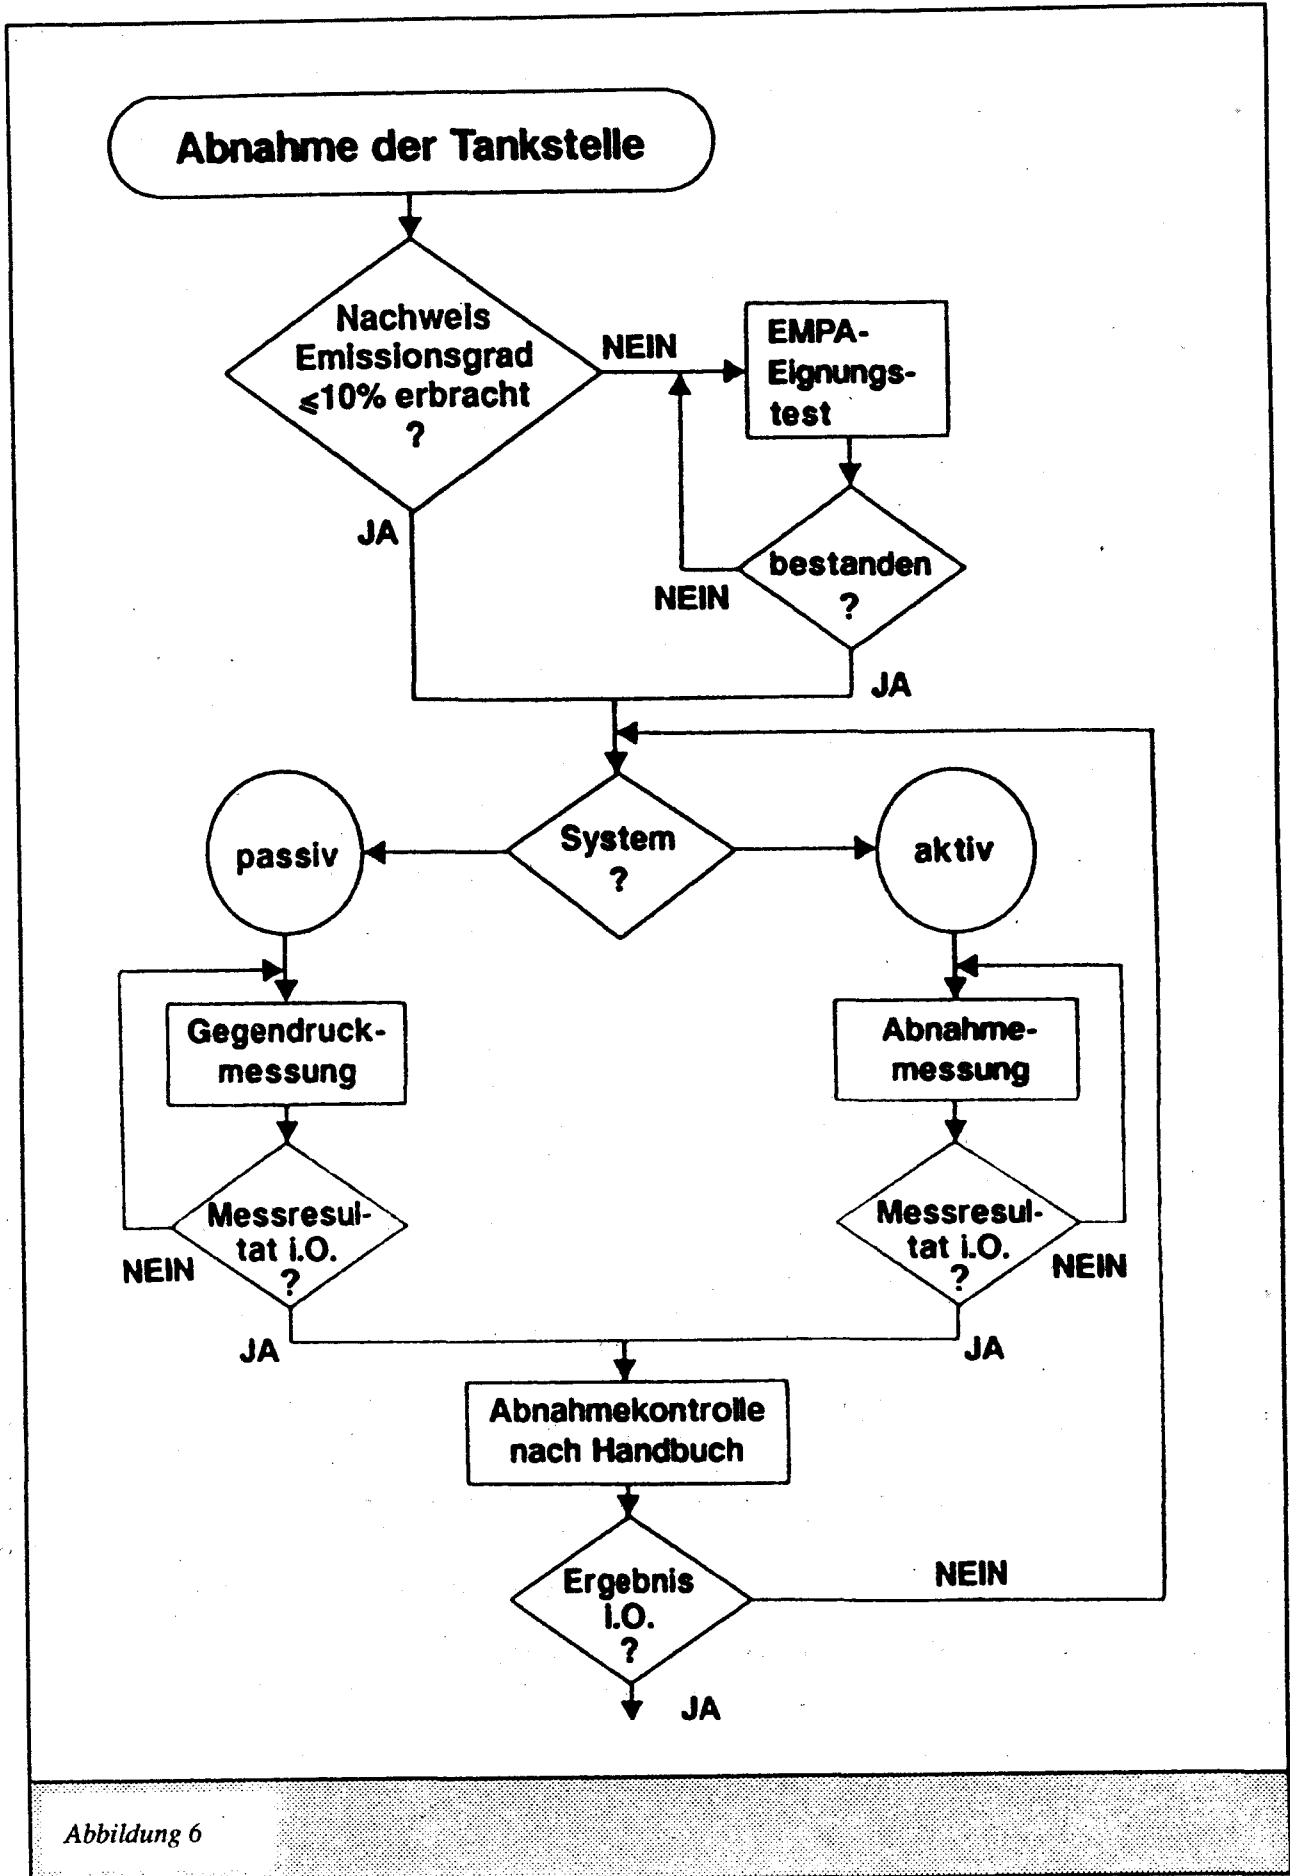 Abnahme der Tankstelle
Nachweis
Emissionsgrad
≤10% erbracht
?
NEIN
EMPA-
Eignungs-
test
JA
bestanden
?
NEIN
JA
passiv
System
?
aktiv
Gegendruck-
messung
Abnahme-
messung
Messresul-
tat i.O.
?
NEIN
JA
Messresul-
tat i.O.
?
NEIN
JA
Abnahmekontrolle
nach Handbuch
Ergebnis
i.O.
?
NEIN
JA
Abbildung 6